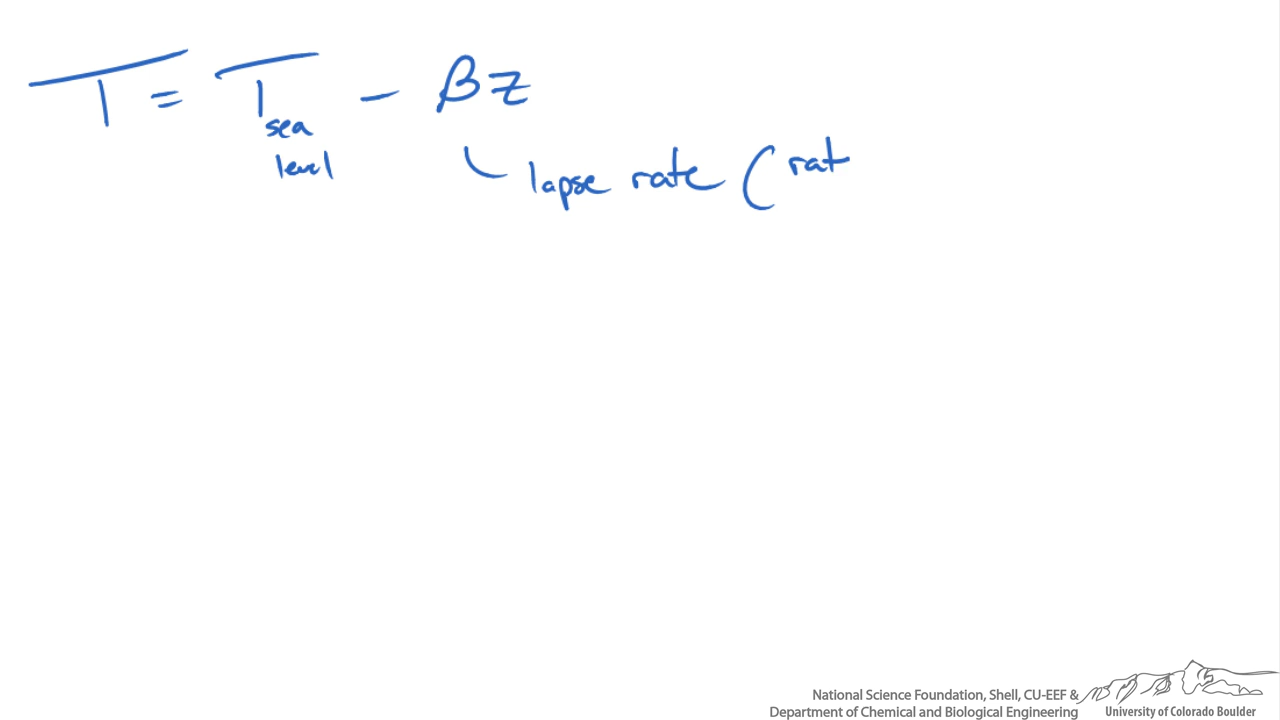 T = T sea level - βz
lapse rate ( rat
National Science Foundation, Shell, CU-EEF &
Department of Chemical and Biological Engineering
University of Colorado Boulder